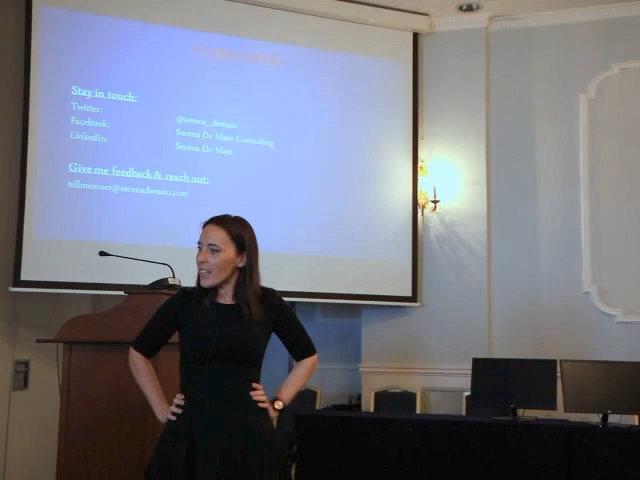 Stay in touch:
Twitter: @serena_demaio
Facebook: Serena De Maio Consulting
LinkedIn: Serena De Maio
Give me feedback & reach out:
tellmemore@serenademaio.com